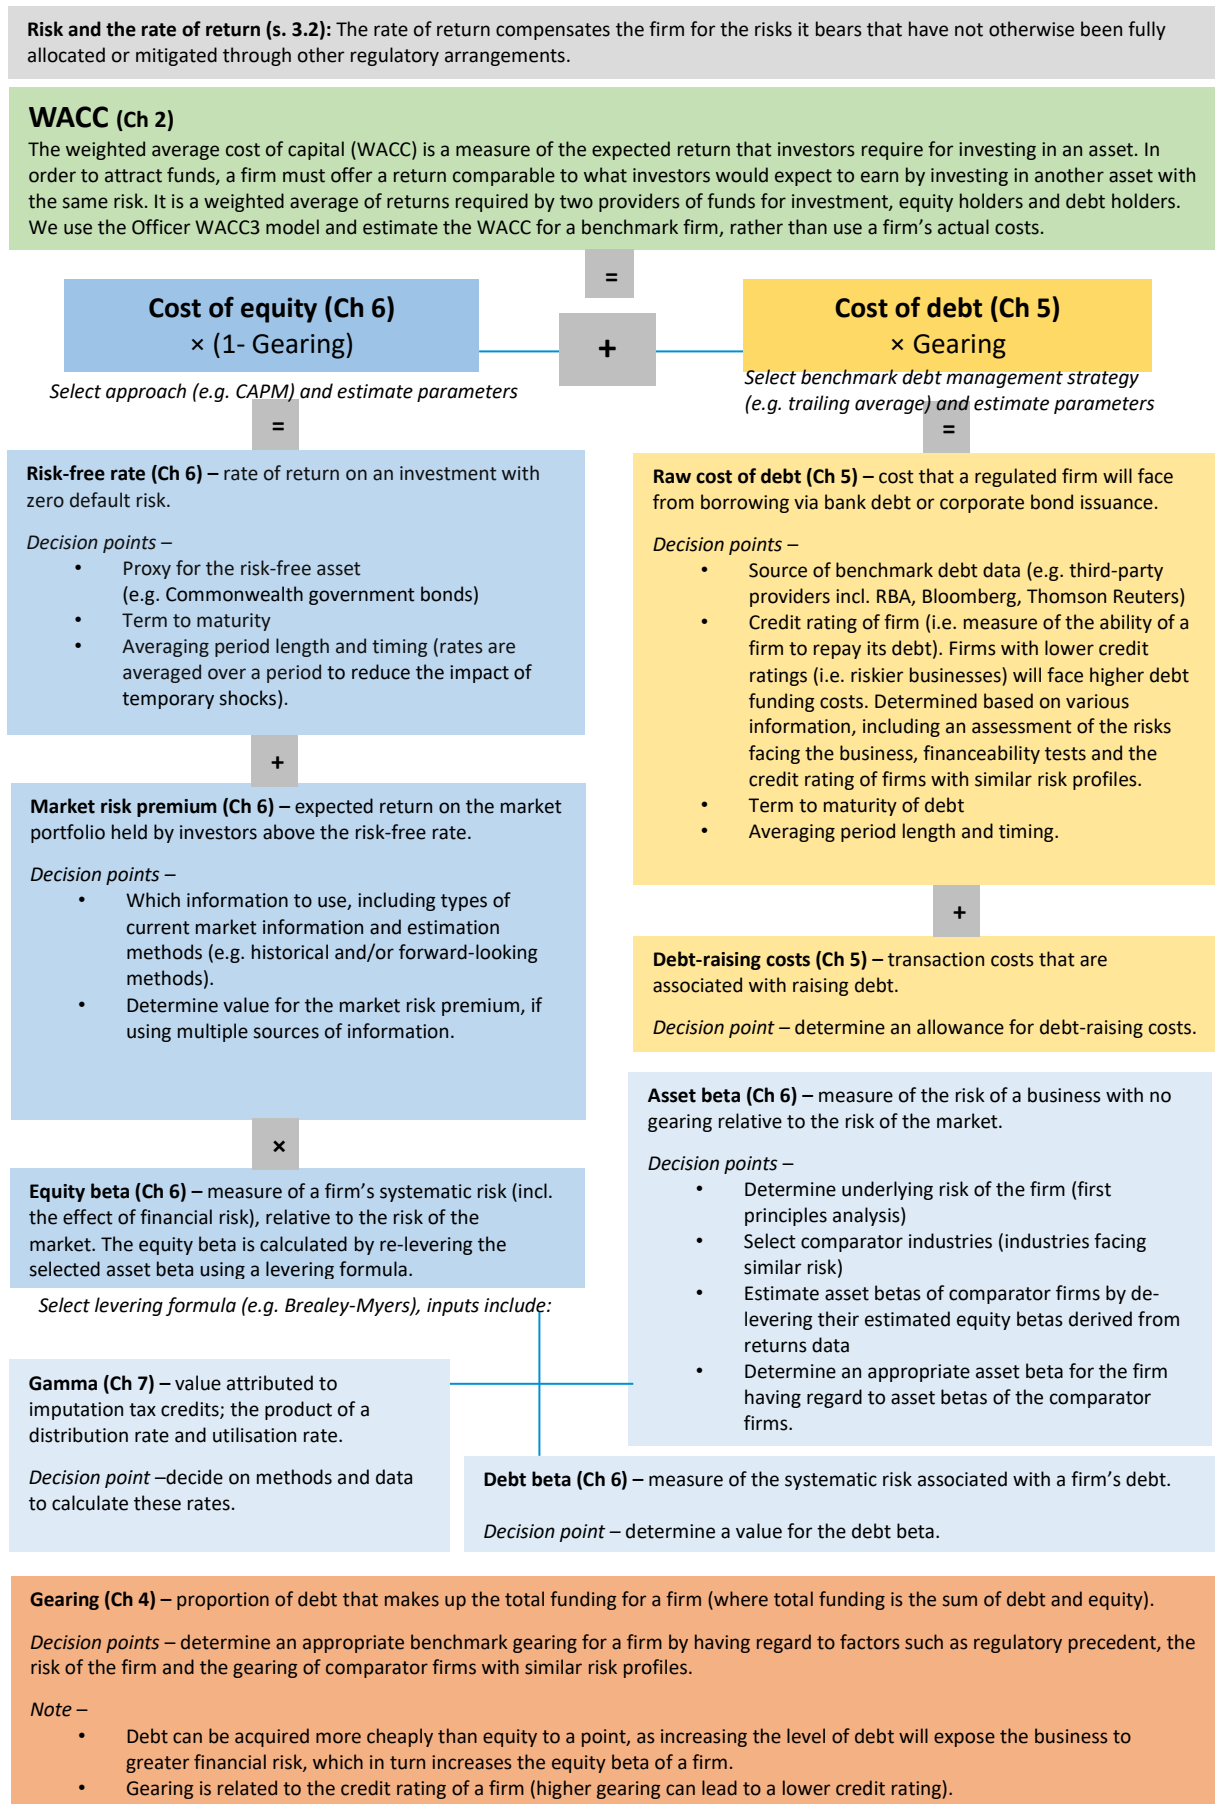 Risk and the rate of return (s. 3.2): The rate of return compensates the firm for the risks it bears that have not otherwise been fully
allocated or mitigated through other regulatory arrangements.
WACC (Ch 2)
The weighted average cost of capital (WACC) is a measure of the expected return that investors require for investing in an asset. In
order to attract funds, a firm must offer a return comparable to what investors would expect to earn by investing in another asset with
the same risk. It is a weighted average of returns required by two providers of funds for investment, equity holders and debt holders.
We use the Officer WACC3 model and estimate the WACC for a benchmark firm, rather than use a firm's actual costs.
=
Cost of equity (Ch 6)
× (1- Gearing)
+
Cost of debt (Ch 5)
× Gearing
Select approach (e.g. CAPM) and estimate parameters
=
Select benchmark debt management strategy
(e.g. trailing average) and estimate parameters
=
Risk-free rate (Ch 6) – rate of return on an investment with
zero default risk.
Decision points –
• Proxy for the risk-free asset
(e.g. Commonwealth government bonds)
• Term to maturity
• Averaging period length and timing (rates are
averaged over a period to reduce the impact of
temporary shocks).
+
Market risk premium (Ch 6) – expected return on the market
portfolio held by investors above the risk-free rate.
Decision points –
• Which information to use, including types of
current market information and estimation
methods (e.g. historical and/or forward-looking
methods).
• Determine value for the market risk premium, if
using multiple sources of information.
×
Equity beta (Ch 6) – measure of a firm's systematic risk (incl.
the effect of financial risk), relative to the risk of the
market. The equity beta is calculated by re-levering the
selected asset beta using a levering formula.
Select levering formula (e.g. Brealey-Myers), inputs include:
Raw cost of debt (Ch 5) – cost that a regulated firm will face
from borrowing via bank debt or corporate bond issuance.
Decision points –
• Source of benchmark debt data (e.g. third-party
providers incl. RBA, Bloomberg, Thomson Reuters)
• Credit rating of firm (i.e. measure of the ability of a
firm to repay its debt). Firms with lower credit
ratings (i.e. riskier businesses) will face higher debt
funding costs. Determined based on various
information, including an assessment of the risks
facing the business, financeability tests and the
credit rating of firms with similar risk profiles.
• Term to maturity of debt
• Averaging period length and timing.
+
Debt-raising costs (Ch 5) – transaction costs that are
associated with raising debt.
Decision point – determine an allowance for debt-raising costs.
Asset beta (Ch 6) – measure of the risk of a business with no
gearing relative to the risk of the market.
Decision points –
• Determine underlying risk of the firm (first
principles analysis)
• Select comparator industries (industries facing
similar risk)
• Estimate asset betas of comparator firms by de-
levering their estimated equity betas derived from
returns data
• Determine an appropriate asset beta for the firm
having regard to asset betas of the comparator
firms.
Gamma (Ch 7) – value attributed to
imputation tax credits; the product of a
distribution rate and utilisation rate.
Decision point –decide on methods and data
to calculate these rates.
Debt beta (Ch 6) – measure of the systematic risk associated with a firm's debt.
Decision point – determine a value for the debt beta.
Gearing (Ch 4) – proportion of debt that makes up the total funding for a firm (where total funding is the sum of debt and equity).
Decision points – determine an appropriate benchmark gearing for a firm by having regard to factors such as regulatory precedent, the
risk of the firm and the gearing of comparator firms with similar risk profiles.
Note –
• Debt can be acquired more cheaply than equity to a point, as increasing the level of debt will expose the business to
greater financial risk, which in turn increases the equity beta of a firm.
• Gearing is related to the credit rating of a firm (higher gearing can lead to a lower credit rating).